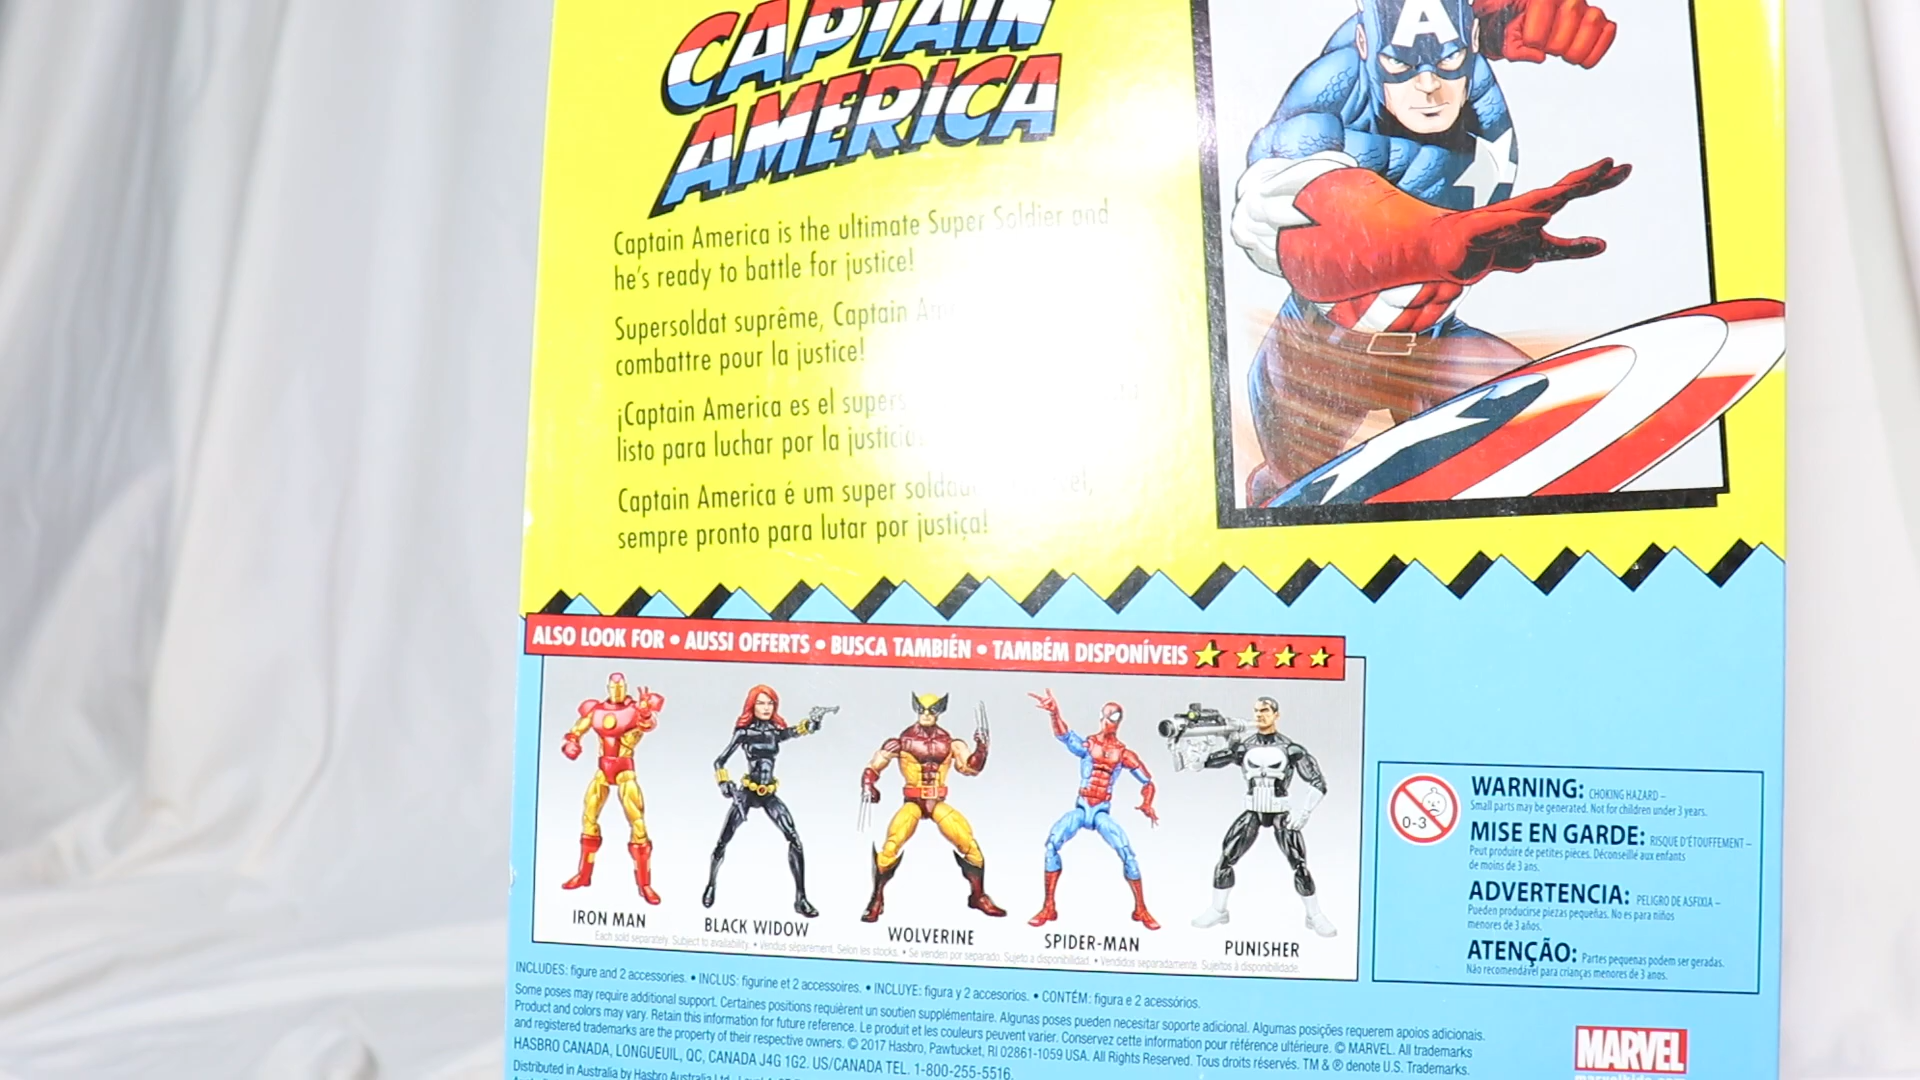 CAPTAIN
AMERICA
Captain America is the ultimate Super Soldier and
he's ready to battle for justice!
Supersoldat suprême, Captain
combattre pour la justice!
¡Captain America es el
listo para luchar por la justicia
Captain America é um super
sempre pronto para lutar por justiça!
ALSO LOOK FOR • AUSSI OFFERTS • BUSCA TAMBIÉN • TAMBÉM DISPONÍVEIS
IRON MAN
BLACK WIDOW
WOLVERINE
SPIDER-MAN
PUNISHER
Each sold separately. Subject to availability. • Vendus séparément. Selon les stocks. • Se venden por separado. Sujeto a disponibilidad. • Vendidos separadamente. Sujeitos à disponibilidade.
0-3
WARNING: CHOKING HAZARD –
Small parts may be generated. Not for children under 3 years.
MISE EN GARDE: RISQUE D'ÉTOUFFEMENT –
Peut produire de petites pièces. Déconseillé aux enfants
de moins de 3 ans.
ADVERTENCIA: PELIGRO DE ASFIXIA –
Pueden producirse piezas pequeñas. No es para niños
menores de 3 años.
ATENÇÃO: Partes pequenas podem ser geradas.
Não recomendável para crianças menores de 3 anos.
INCLUDES: figure and 2 accessories. • INCLUS: figurine et 2 accessoires. • INCLUYE: figura y 2 accesorios. • CONTÉM: figura e 2 acessórios.
Some poses may require additional support. Certaines positions requièrent un soutien supplémentaire. Algunas poses pueden necesitar soporte adicional. Algumas posições requerem apoios adicionais.
Product and colors may vary. Retain this information for future reference. Le produit et les couleurs peuvent varier. Conservez cette information pour référence ultérieure. © MARVEL. All trademarks
and registered trademarks are the property of their respective owners. © 2017 Hasbro, Pawtucket, RI 02861-1059 USA. All Rights Reserved. Tous droits réservés. TM & ® denote U.S. Trademarks.
HASBRO CANADA, LONGUEUIL, QC, CANADA J4G 1G2. US/CANADA TEL. 1-800-255-5516.
Distributed in Australia by Hasbro Australia Ltd.,
MARVEL
A